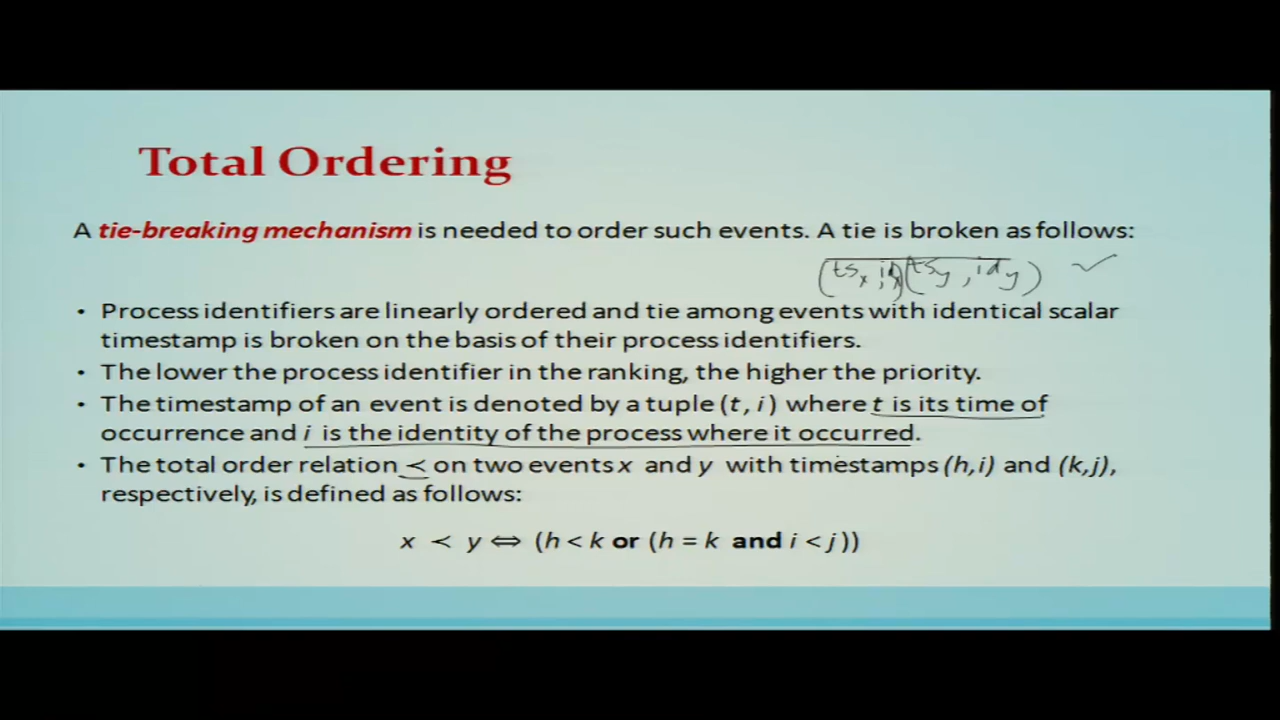 Total Ordering
A tie-breaking mechanism is needed to order such events. A tie is broken as follows:
(ts_x, id_x) (ts_y, id_y)
• Process identifiers are linearly ordered and tie among events with identical scalar
timestamp is broken on the basis of their process identifiers.
• The lower the process identifier in the ranking, the higher the priority.
• The timestamp of an event is denoted by a tuple (t, i) where t is its time of
occurrence and i is the identity of the process where it occurred.
• The total order relation ≺ on two events x and y with timestamps (h,i) and (k,j),
respectively, is defined as follows:
x ≺ y ⇔ (h < k or (h = k and i < j))